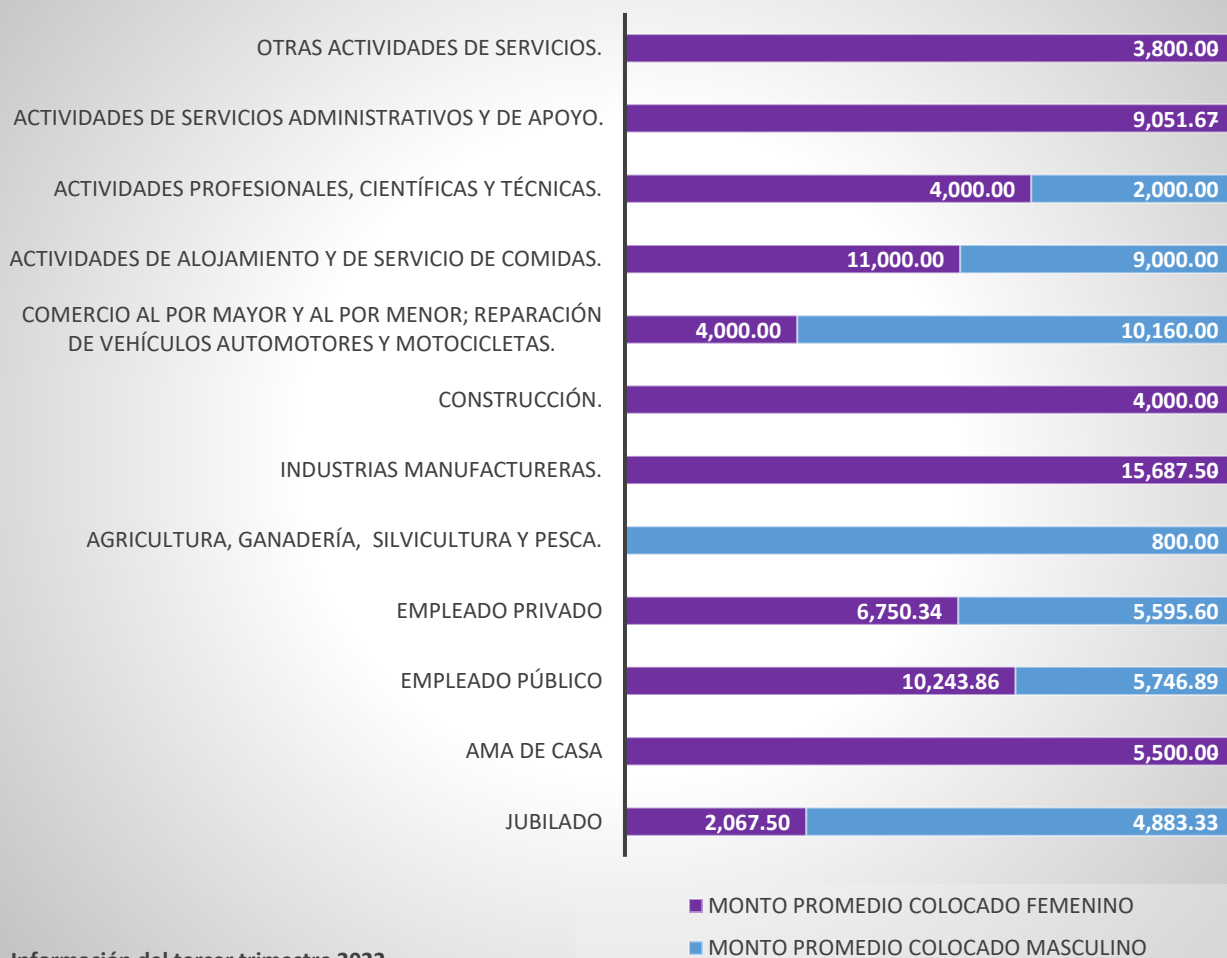 OTRAS ACTIVIDADES DE SERVICIOS.
3,800.00
ACTIVIDADES DE SERVICIOS ADMINISTRATIVOS Y DE APOYO.
9,051.67
ACTIVIDADES PROFESIONALES, CIENTÍFICAS Y TÉCNICAS.
4,000.00 2,000.00
ACTIVIDADES DE ALOJAMIENTO Y DE SERVICIO DE COMIDAS.
11,000.00 9,000.00
COMERCIO AL POR MAYOR Y AL POR MENOR; REPARACIÓN
DE VEHÍCULOS AUTOMOTORES Y MOTOCICLETAS.
4,000.00 10,160.00
CONSTRUCCIÓN.
4,000.00
INDUSTRIAS MANUFACTURERAS.
15,687.50
AGRICULTURA, GANADERÍA, SILVICULTURA Y PESCA.
800.00
EMPLEADO PRIVADO
6,750.34 5,595.60
EMPLEADO PÚBLICO
10,243.86 5,746.89
AMA DE CASA
5,500.00
JUBILADO
2,067.50 4,883.33
MONTO PROMEDIO COLOCADO FEMENINO
MONTO PROMEDIO COLOCADO MASCULINO
Información del tercer trimestre